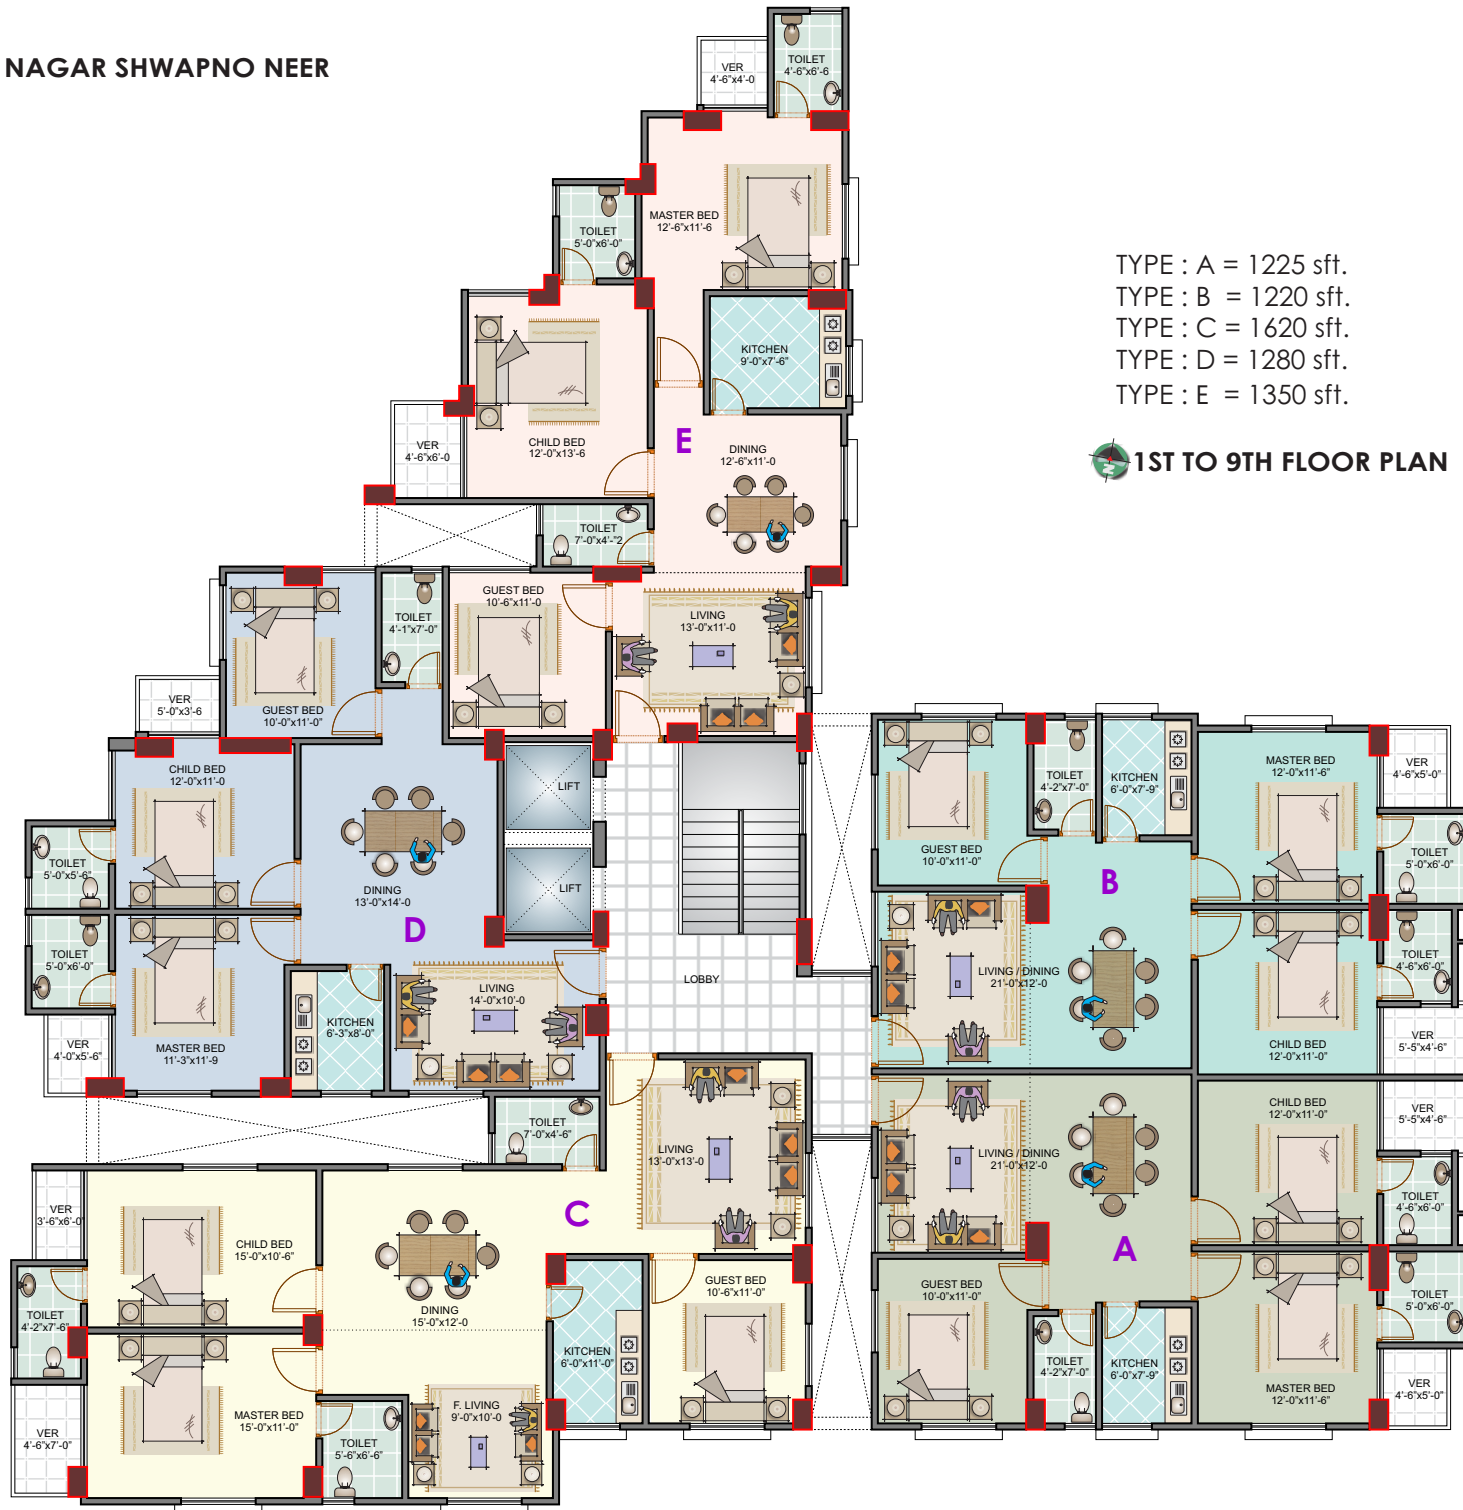 NAGAR SHWAPNO NEER
TYPE : A = 1225 sft.
TYPE : B = 1220 sft.
TYPE : C = 1620 sft.
TYPE : D = 1280 sft.
TYPE : E = 1350 sft.
N
1ST TO 9TH FLOOR PLAN
TOILET
4'-6"x6'-6
VER
4'-6"x4'-0
MASTER BED
12'-6"x11'-6
TOILET
5'-0"x6'-0"
KITCHEN
9'-0"x7'-6"
CHILD BED
12'-0"x13'-6
VER
4'-6"x6'-0
E
DINING
12'-6"x11'-0
TOILET
7'-0"x4'-"2
GUEST BED
10'-6"x11'-0
LIVING
13'-0"x11'-0
TOILET
4'-1"x7'-0"
GUEST BED
10'-0"x11'-0"
VER
5'-0"x3'-6
CHILD BED
12'-0"x11'-0
TOILET
5'-0"x5'-6"
DINING
13'-0"x14'-0
D
TOILET
5'-0"x6'-0"
MASTER BED
11'-3"x11'-9
VER
4'-0"x5'-6"
KITCHEN
6'-3"x8'-0"
LIVING
14'-0"x10'-0
LIFT
LIFT
LOBBY
GUEST BED
10'-0"x11'-0"
TOILET
4'-2"x7'-0"
KITCHEN
6'-0"x7'-9"
MASTER BED
12'-0"x11'-6"
VER
4'-6"x5'-0"
TOILET
5'-0"x6'-0"
B
LIVING / DINING
21'-0"x12'-0
TOILET
4'-6"x6'-0"
CHILD BED
12'-0"x11'-0"
VER
5'-5"x4'-6"
CHILD BED
12'-0"x11'-0"
VER
5'-5"x4'-6"
LIVING / DINING
21'-0"x12'-0
TOILET
4'-6"x6'-0"
A
GUEST BED
10'-0"x11'-0"
TOILET
4'-2"x7'-0"
KITCHEN
6'-0"x7'-9"
MASTER BED
12'-0"x11'-6"
TOILET
5'-0"x6'-0"
VER
4'-6"x5'-0"
TOILET
7'-0"x4'-6"
LIVING
13'-0"x13'-0
C
VER
3'-6"x6'-0"
CHILD BED
15'-0"x10'-6"
TOILET
4'-2"x7'-6"
DINING
15'-0"x12'-0
KITCHEN
6'-0"x11'-0"
GUEST BED
10'-6"x11'-0"
MASTER BED
15'-0"x11'-0"
VER
4'-6"x7'-0"
TOILET
5'-6"x6'-6"
F. LIVING
9'-0"x10'-0